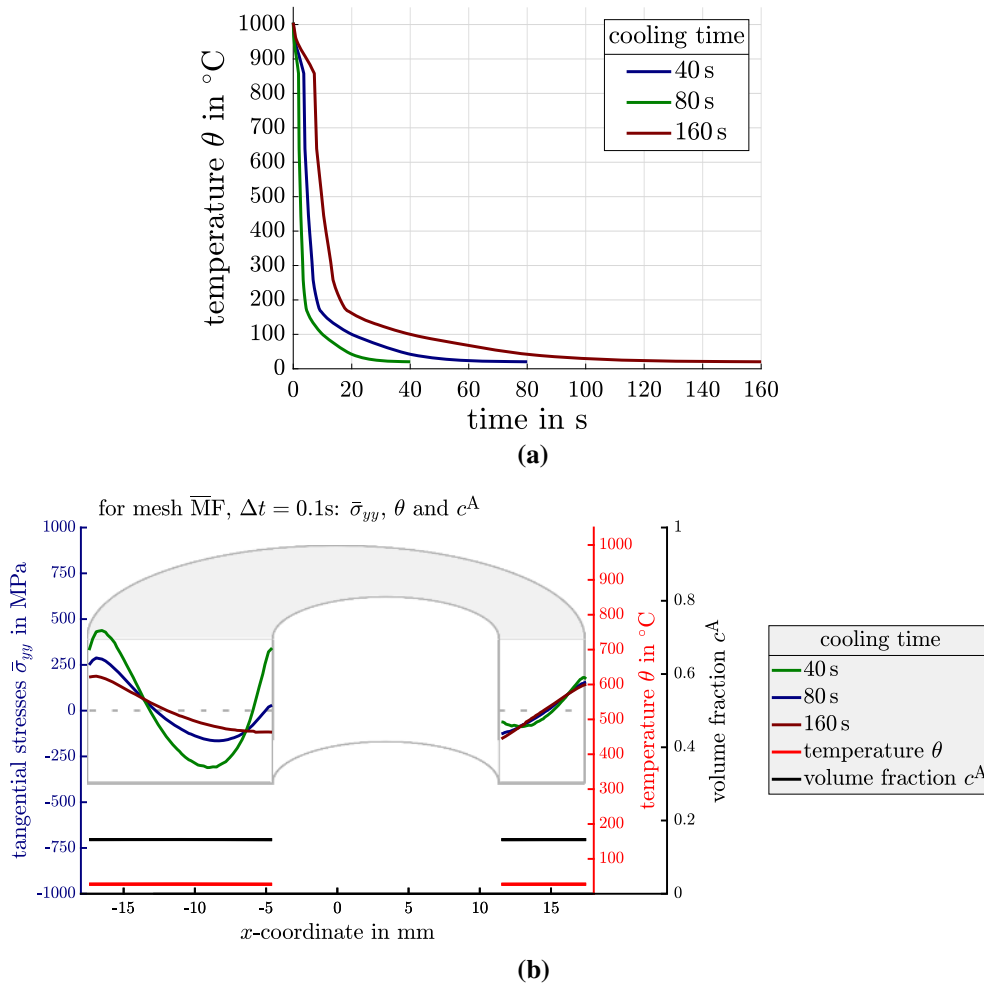 1000
900
800
700
600
500
400
300
200
100
0
temperature θ in °C
0 20 40 60 80 100 120 140 160
time in s
cooling time
40 s
80 s
160 s
(a)
for mesh M̅F, Δt = 0.1s: σ̄yy, θ and cᴬ
1000
750
500
250
0
-250
-500
-750
-1000
tangential stresses σ̄yy in MPa
-15 -10 -5 0 5 10 15
x-coordinate in mm
1000
900
800
700
600
500
400
300
200
100
temperature θ in °C
1
0.8
0.6
0.4
0.2
0
volume fraction cᴬ
cooling time
40 s
80 s
160 s
temperature θ
volume fraction cᴬ
(b)